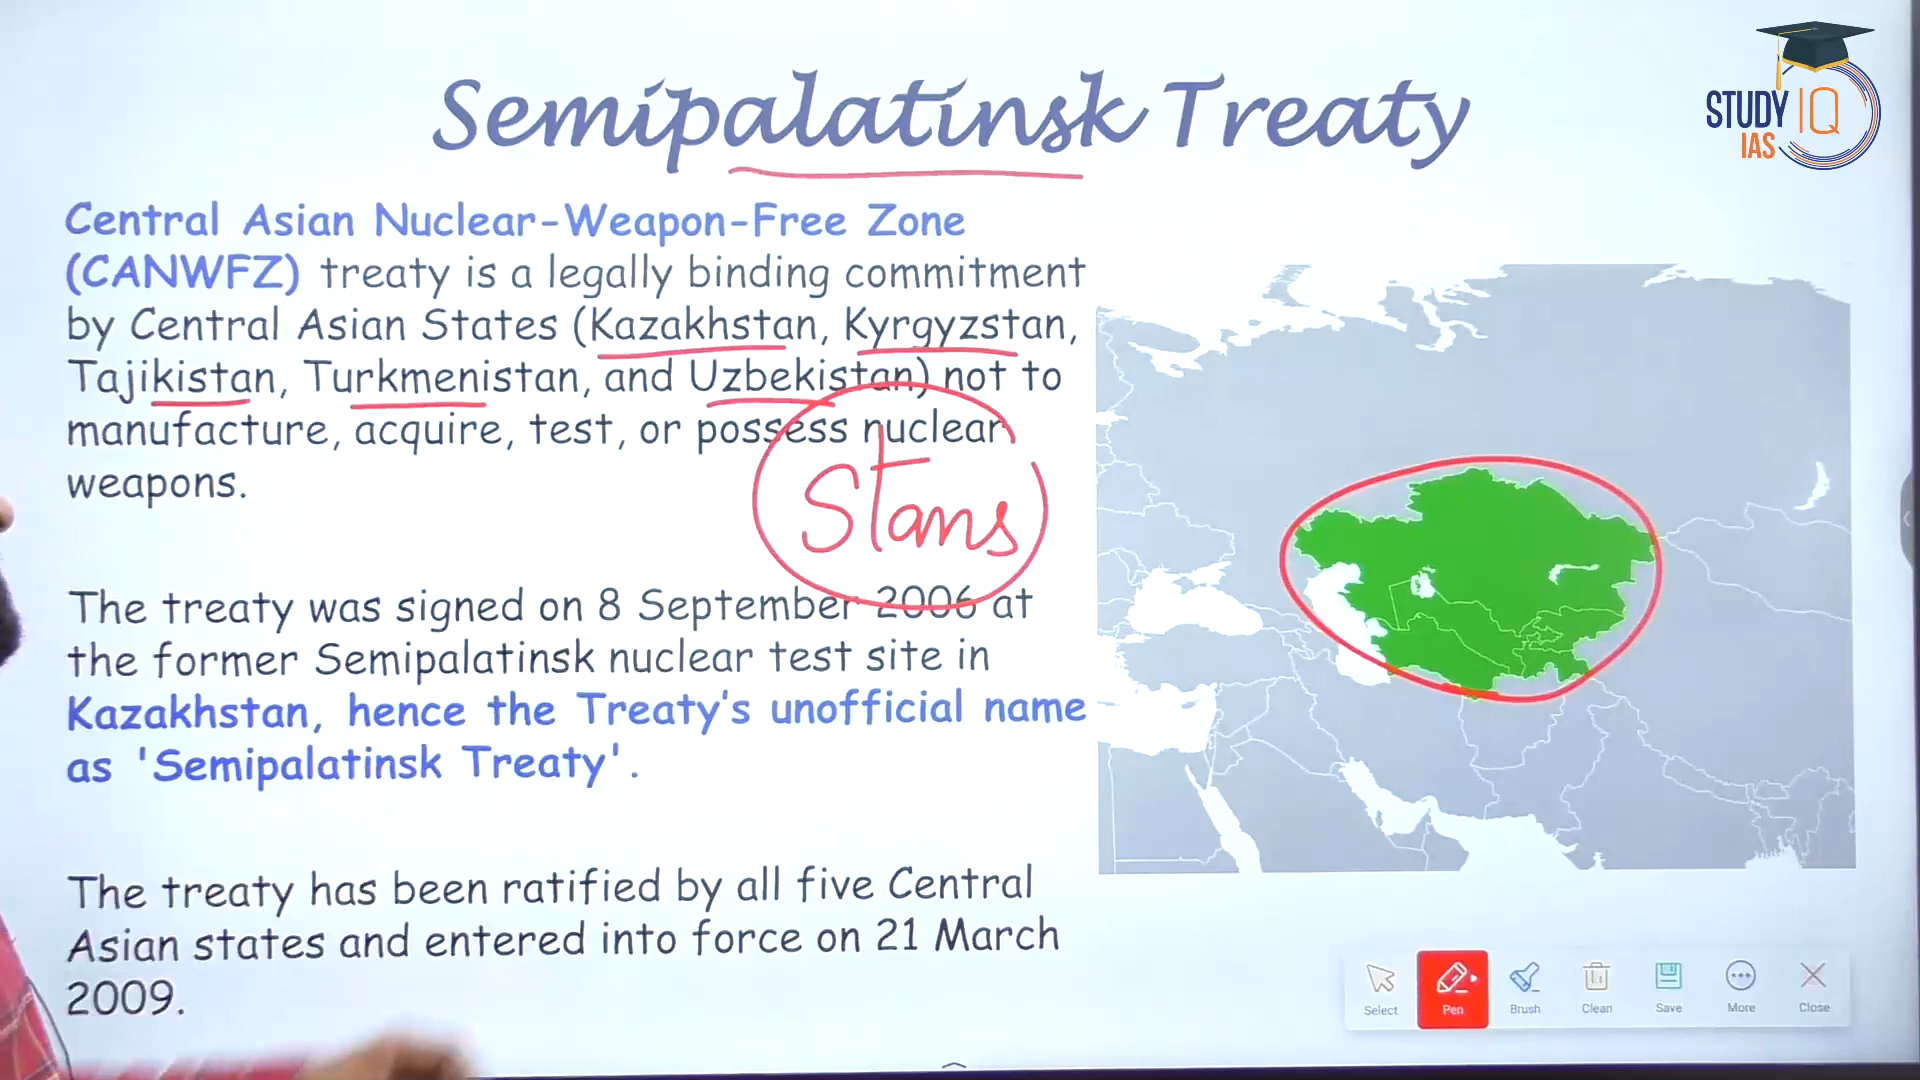 Semipalatinsk Treaty
STUDY IQ
IAS
Central Asian Nuclear-Weapon-Free Zone
(CANWFZ) treaty is a legally binding commitment
by Central Asian States (Kazakhstan, Kyrgyzstan,
Tajikistan, Turkmenistan, and Uzbekistan) not to
manufacture, acquire, test, or possess nuclear
weapons.
Stans
The treaty was signed on 8 September 2006 at
the former Semipalatinsk nuclear test site in
Kazakhstan, hence the Treaty's unofficial name
as 'Semipalatinsk Treaty'.
The treaty has been ratified by all five Central
Asian states and entered into force on 21 March
2009.
Select Pen Brush Clean Save More Close